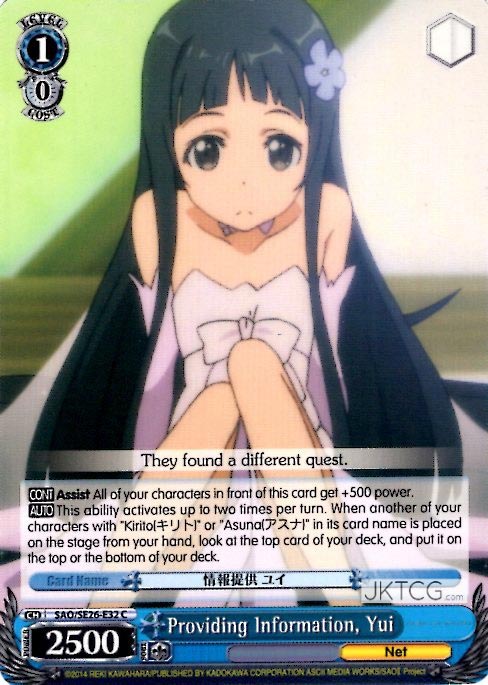 LEVEL
1
0
COST
They found a different quest.
CONT Assist All of your characters in front of this card get +500 power.
AUTO This ability activates up to two times per turn. When another of your
characters with "Kirito(キリト)" or "Asuna(アスナ)" in its card name is placed
on the stage from your hand, look at the top card of your deck, and put it on
the top or the bottom of your deck.
Card Name 情報提供 ユイ
JKTCG.com
CH SAO/SE26-E32 C
POWER 2500 SOUL Providing Information, Yui
Net
©2014 REKI KAWAHARA/PUBLISHED BY KADOKAWA CORPORATION ASCII MEDIA WORKS/SAOII Project